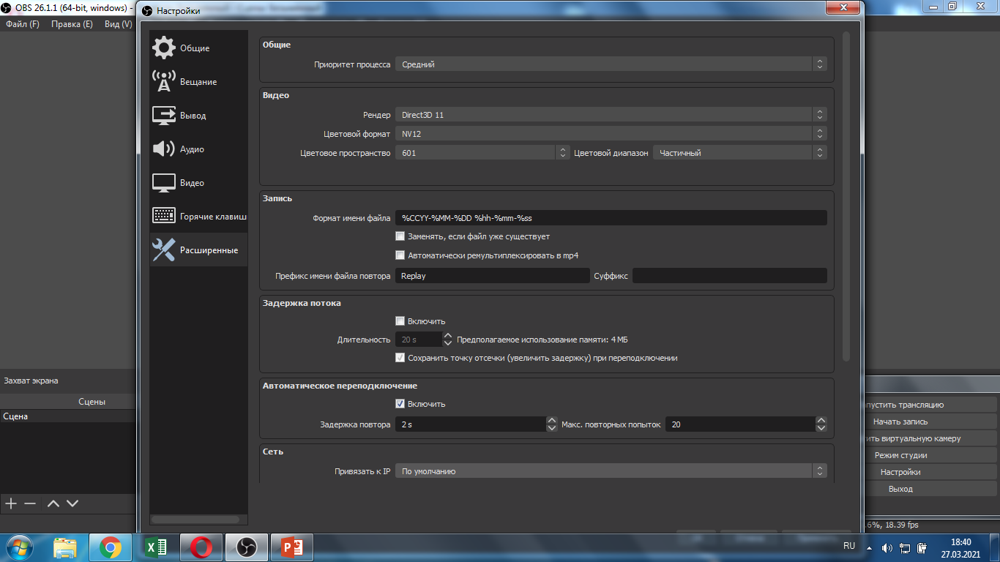 OBS 26.1.1 (64-bit, windows) -
Настройки
Файл (F) Правка (E) Вид (V)
Общие
Вещание
Вывод
Аудио
Видео
Горячие клавиш
Расширенные
Общие
Приоритет процесса Средний
Видео
Рендер Direct3D 11
Цветовой формат NV12
Цветовое пространство 601 Цветовой диапазон Частичный
Запись
Формат имени файла %CCYY-%MM-%DD %hh-%mm-%ss
Заменять, если файл уже существует
Автоматически ремультиплексировать в mp4
Префикс имени файла повтора Replay Суффикс
Задержка потока
Включить
Длительность 20 s Предполагаемое использование памяти: 4 МБ
Сохранить точку отсечки (увеличить задержку) при переподключении
Автоматическое переподключение
Включить
Задержка повтора 2 s Макс. повторных попыток 20
Сеть
Привязать к IP По умолчанию
Захват экрана
Сцены
Сцена
пустить трансляцию
Начать запись
ить виртуальную камеру
Режим студии
Настройки
Выход
.6%, 18.39 fps
RU
18:40
27.03.2021